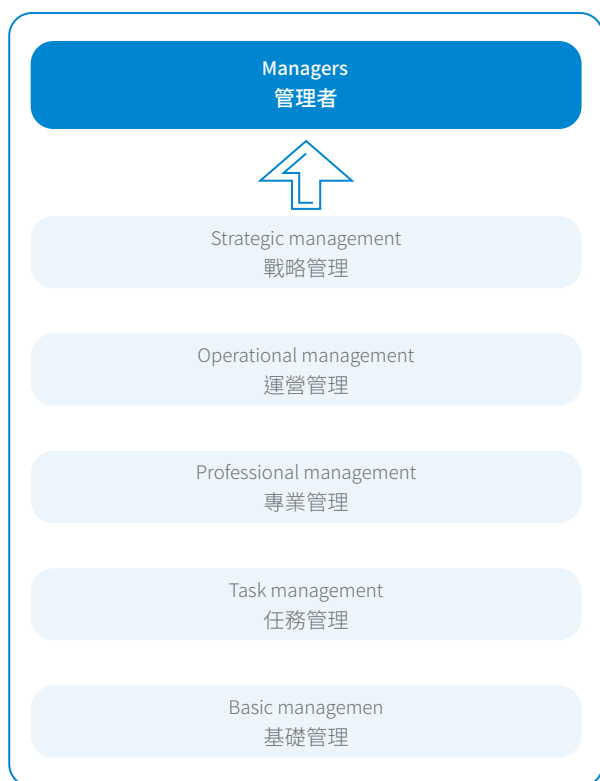 Managers
管理者
Strategic management
戰略管理
Operational management
運營管理
Professional management
專業管理
Task management
任務管理
Basic managemen
基礎管理